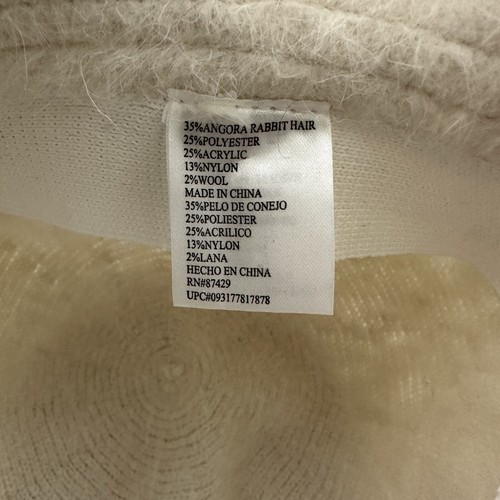 35%ANGORA RABBIT HAIR
25%POLYESTER
25%ACRYLIC
13%NYLON
2%WOOL
MADE IN CHINA
35%PELO DE CONEJO
25%POLIESTER
25%ACRILICO
13%NYLON
2%LANA
HECHO EN CHINA
RN#87429
UPC#093177817878